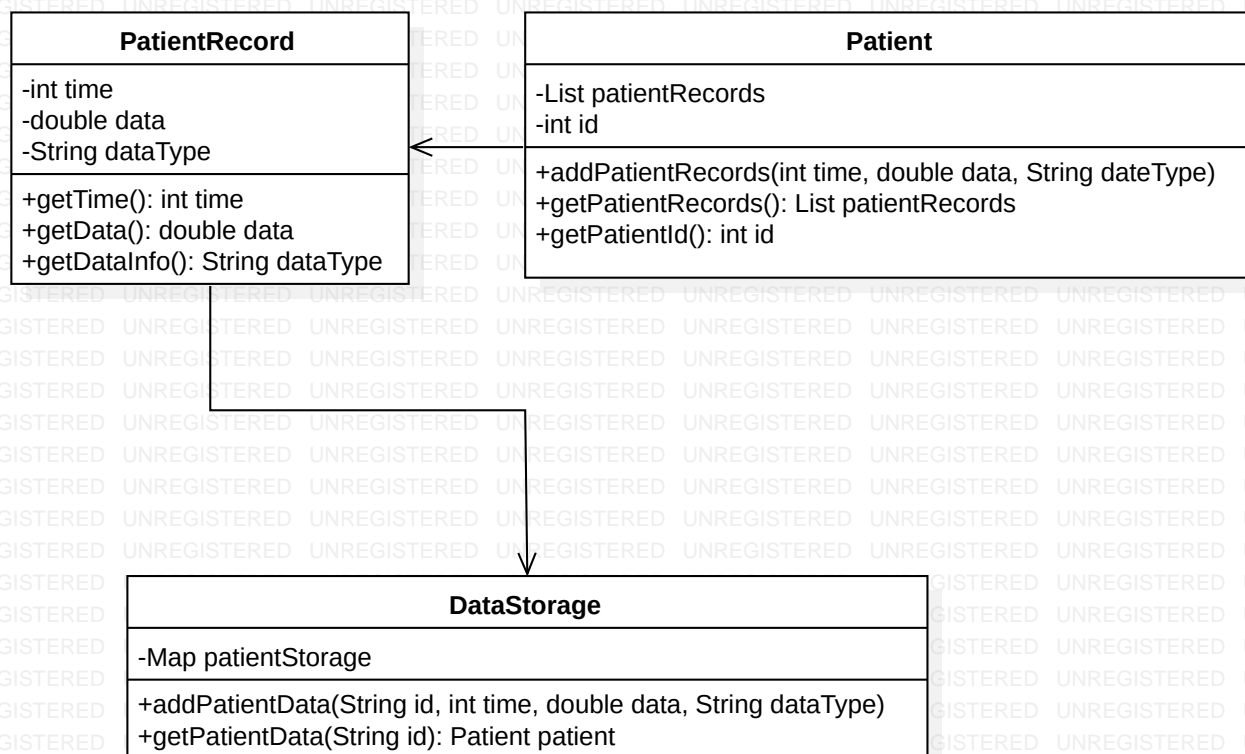 PatientRecord
-int time
-double data
-String dataType
+getTime(): int time
+getData(): double data
+getDataInfo(): String dataType
Patient
-List patientRecords
-int id
+addPatientRecords(int time, double data, String dateType)
+getPatientRecords(): List patientRecords
+getPatientId(): int id
DataStorage
-Map patientStorage
+addPatientData(String id, int time, double data, String dataType)
+getPatientData(String id): Patient patient
UNREGISTERED